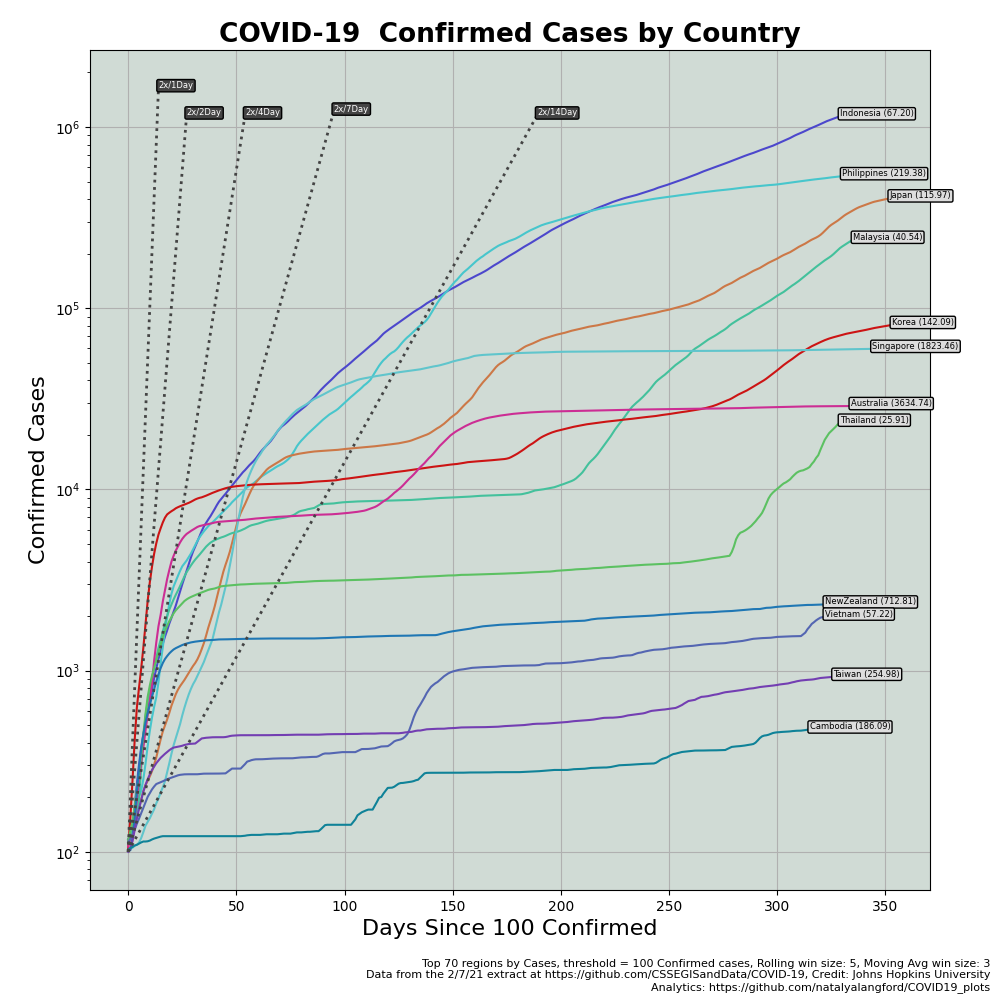 COVID-19 Confirmed Cases by Country
2x/1Day
2x/2Day
2x/4Day
2x/7Day
2x/14Day
Indonesia (67.20)
Philippines (219.38)
Japan (115.97)
Malaysia (40.54)
Korea (142.09)
Singapore (1823.46)
Australia (3634.74)
Thailand (25.91)
NewZealand (712.81)
Vietnam (57.22)
Taiwan (254.98)
Cambodia (186.09)
Confirmed Cases
10^6
10^5
10^4
10^3
10^2
0 50 100 150 200 250 300 350
Days Since 100 Confirmed
Top 70 regions by Cases, threshold = 100 Confirmed cases, Rolling win size: 5, Moving Avg win size: 3
Data from the 2/7/21 extract at https://github.com/CSSEGISandData/COVID-19, Credit: Johns Hopkins University
Analytics: https://github.com/natalyalangford/COVID19_plots